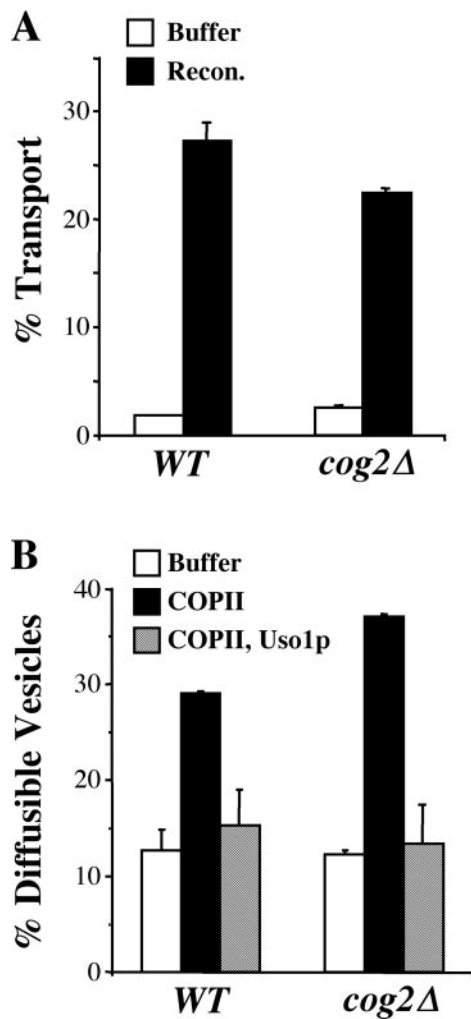 A
Buffer
Recon.
% Transport
30
20
10
0
WT
cog2Δ
B
Buffer
COPII
COPII, Uso1p
% Diffusible Vesicles
40
30
20
10
0
WT
cog2Δ